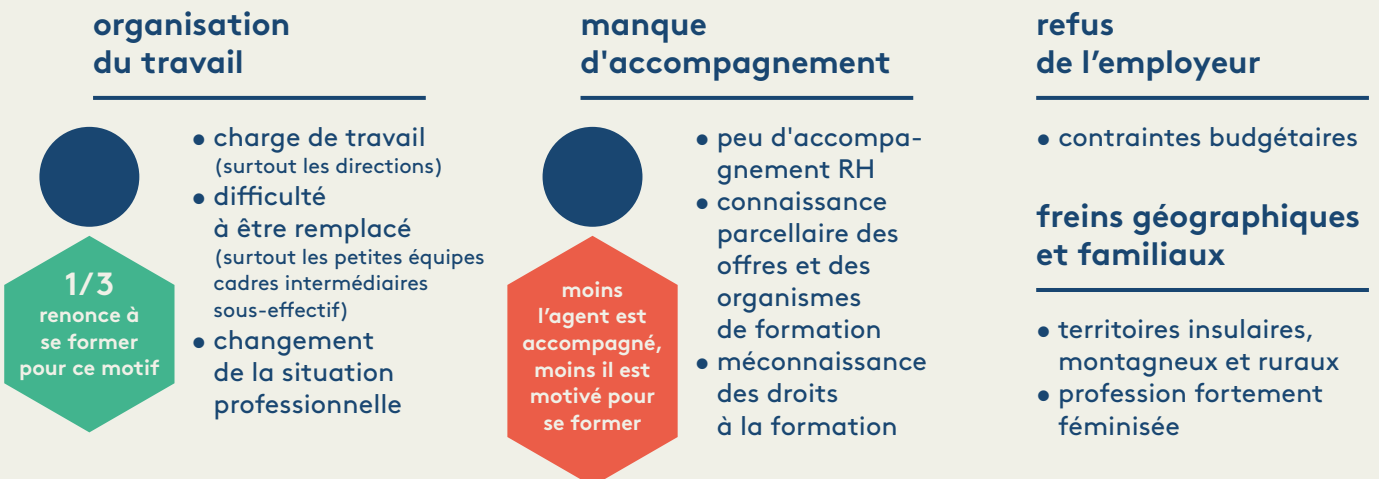 organisation
du travail
1/3
renonce à
se former
pour ce motif
• charge de travail
(surtout les directions)
• difficulté
à être remplacé
(surtout les petites équipes
cadres intermédiaires
sous-effectif)
• changement
de la situation
professionnelle
manque
d'accompagnement
moins
l’agent est
accompagné,
moins il est
motivé pour
se former
• peu d'accompa-
gnement RH
• connaissance
parcellaire des
offres et des
organismes
de formation
• méconnaissance
des droits
à la formation
refus
de l’employeur
• contraintes budgétaires
freins géographiques
et familiaux
• territoires insulaires,
montagneux et ruraux
• profession fortement
féminisée